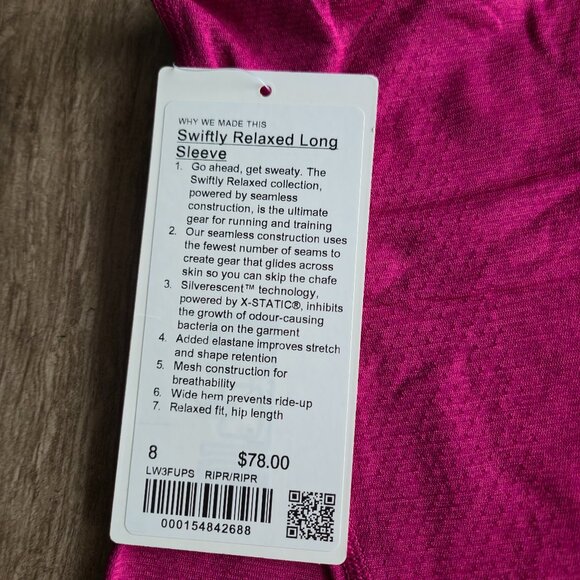 WHY WE MADE THIS
Swiftly Relaxed Long
Sleeve
1. Go ahead, get sweaty. The
Swiftly Relaxed collection,
powered by seamless
construction, is the ultimate
gear for running and training
2. Our seamless construction uses
the fewest number of seams to
create gear that glides across
skin so you can skip the chafe
3. Silverescent™ technology,
powered by X-STATIC®, inhibits
the growth of odour-causing
bacteria on the garment
4. Added elastane improves stretch
and shape retention
5. Mesh construction for
breathability
6. Wide hem prevents ride-up
7. Relaxed fit, hip length
8 $78.00
LW3FUPS RIPR/RIPR
000154842688